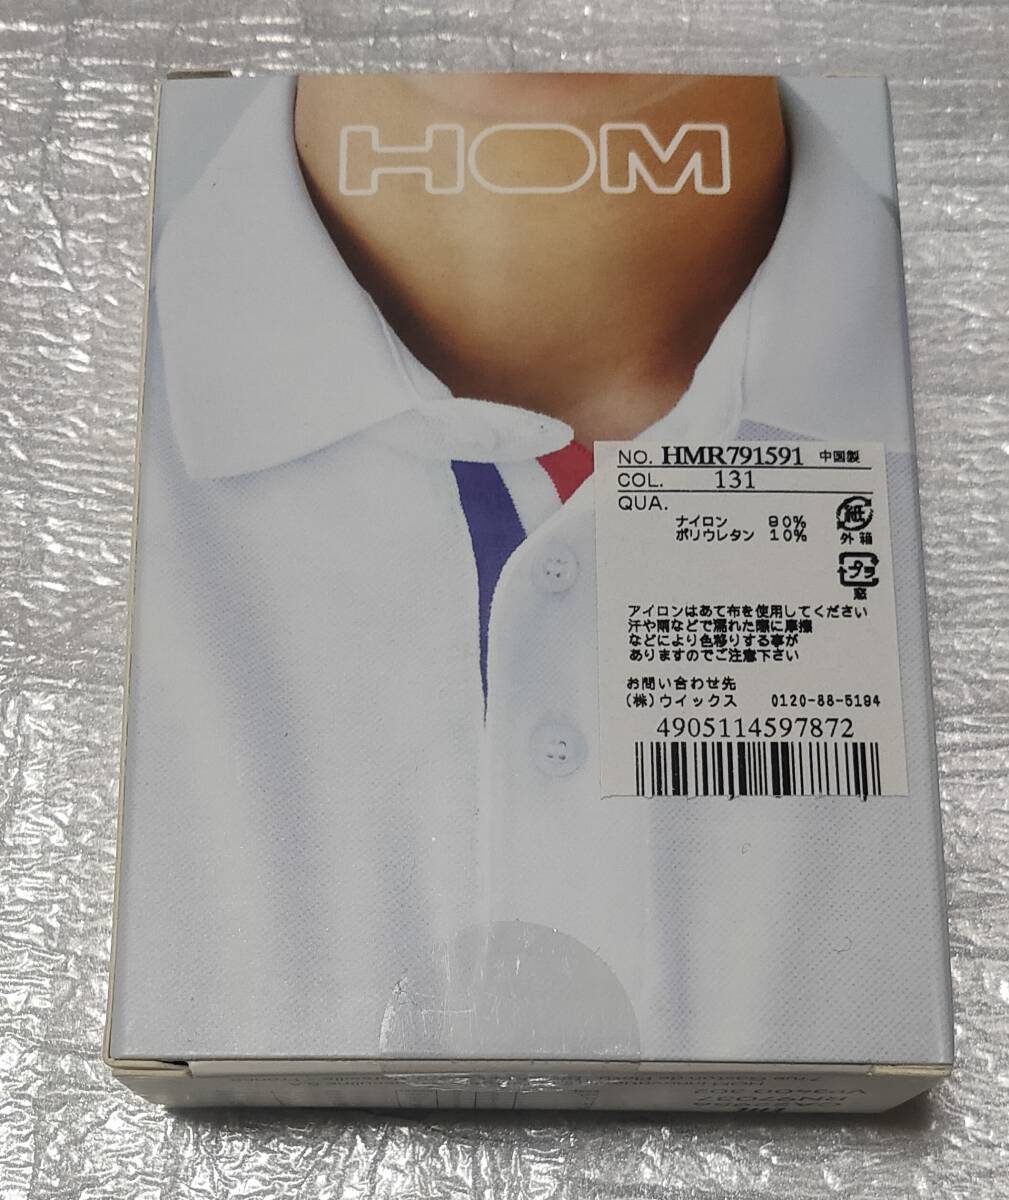 HOM
NO. HMR791591 中国製
COL. 131
QUA.
ナイロン 90%
ポリウレタン 10%
紙
外箱
プラ
窓
アイロンはあて布を使用してください
汗や雨などで濡れた際に摩擦
などにより色移りする事が
ありますのでご注意下さい
お問い合わせ先
(株)ウイックス 0120-88-5194
4905114597872
RN97037